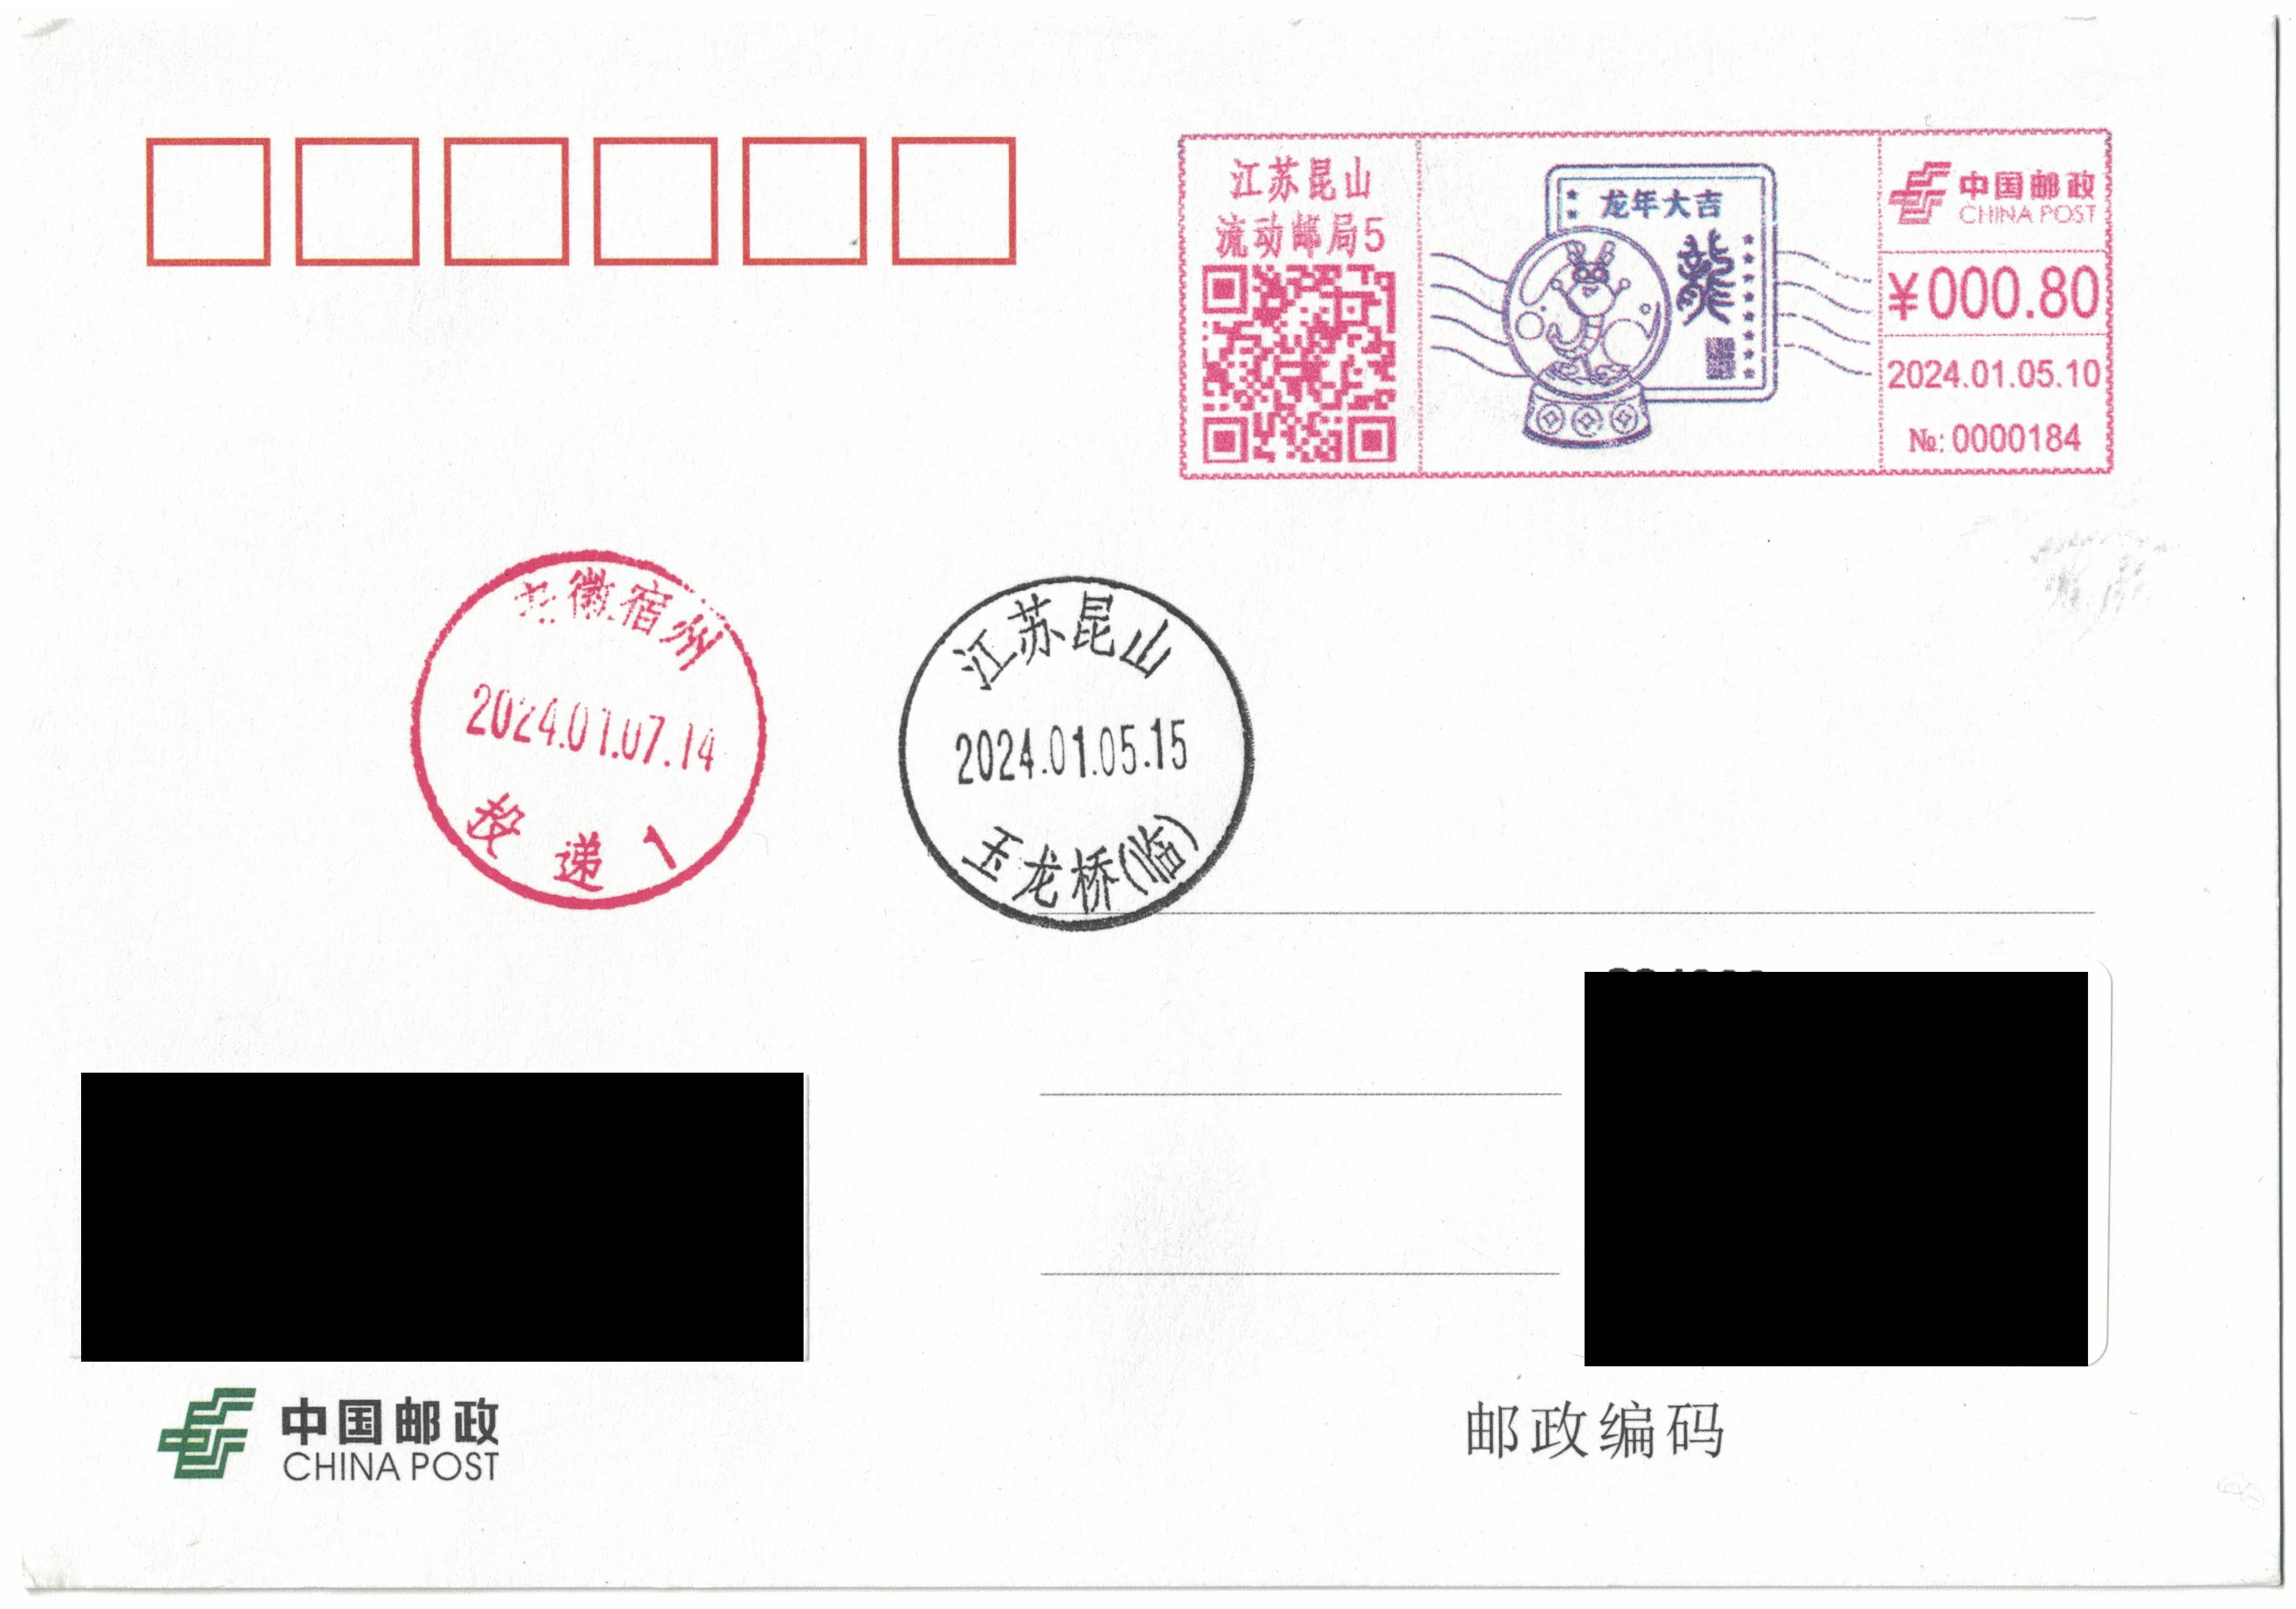 江苏昆山
流动邮局5
龙年大吉
龍
中国邮政
CHINA POST
¥000.80
2024.01.05.10
№: 0000184
安徽宿州
2024.01.07.14
投递1
江苏昆山
2024.01.05.15
玉龙桥(临)
中国邮政
CHINA POST
邮政编码